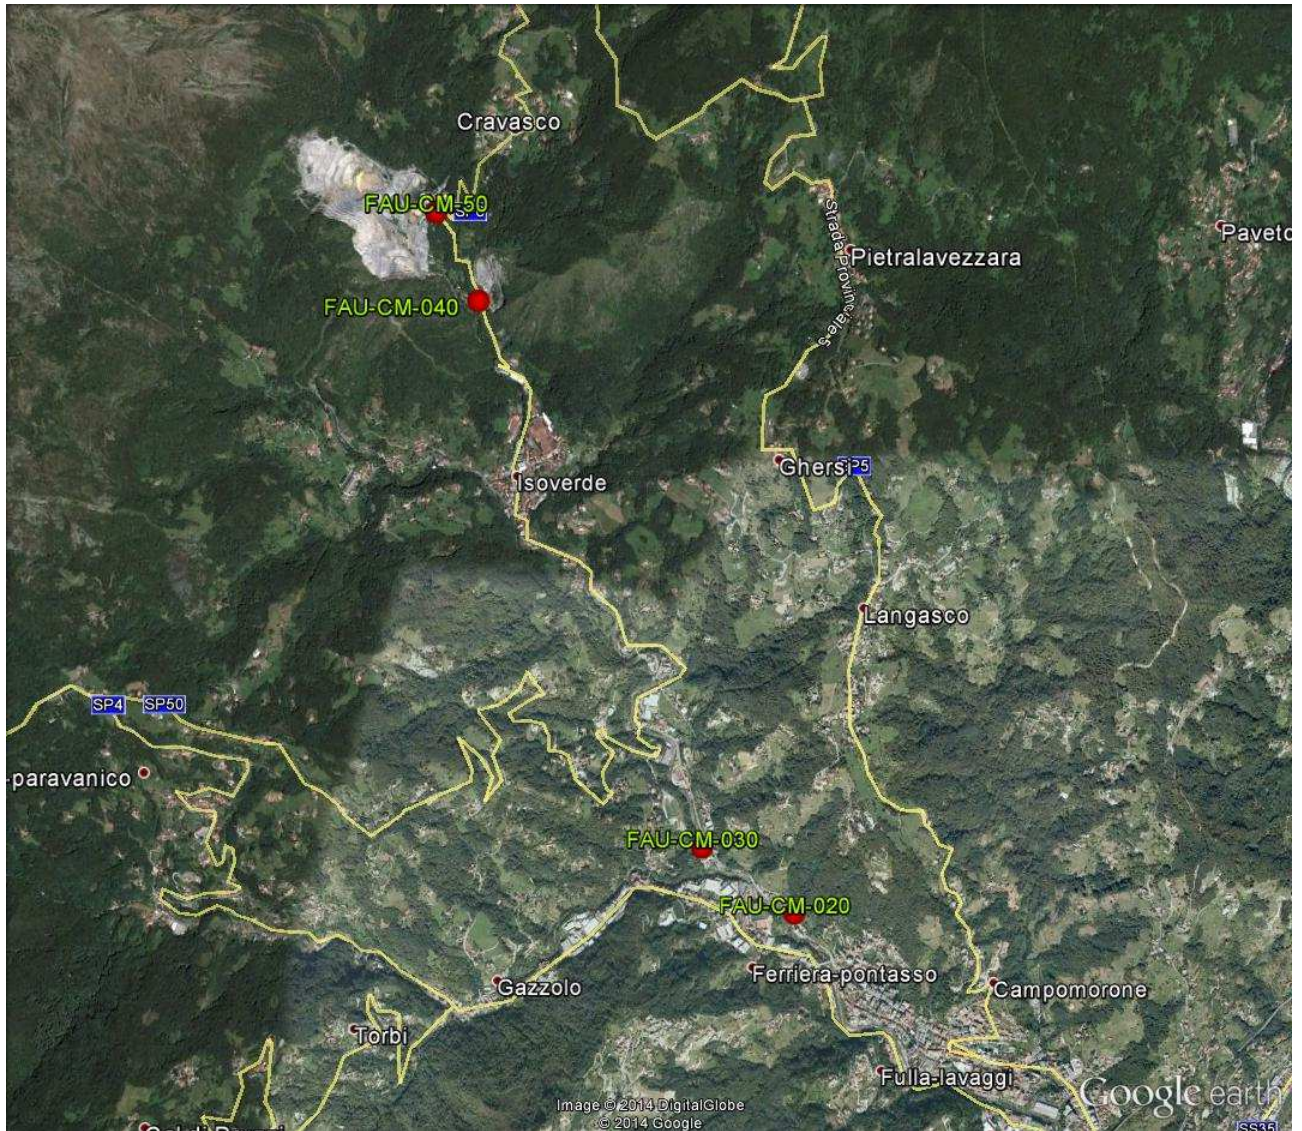 Cravasco
FAU-CM-50
Paveto
Strada Provinciale S
Pietralavezzara
FAU-CM-040
Ghersi
SP5
Isoverde
Langasco
SP4
SP50
-paravanico
FAU-CM-030
FAU-CM-020
Ferriera-pontasso
Gazzolo
Campomorone
Torbi
Fulla-lavaggi
Google earth
Image © 2014 DigitalGlobe
© 2014 Google
SS35